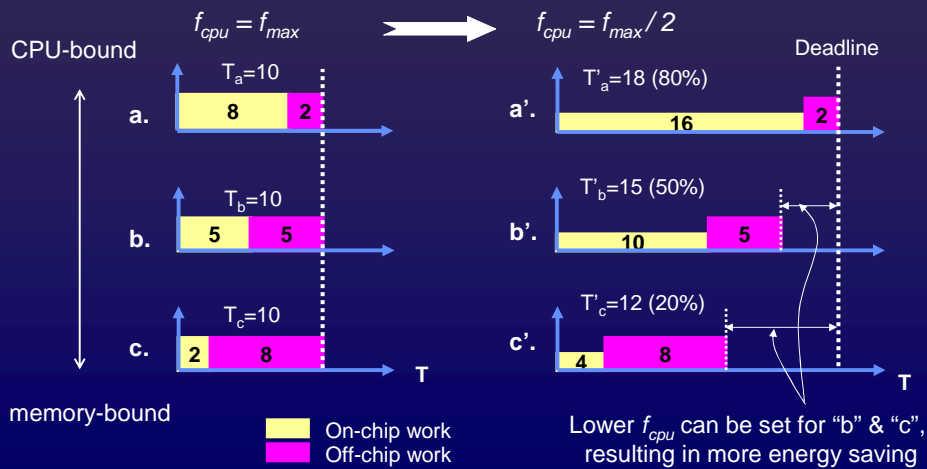 f_cpu = f_max
f_cpu = f_max / 2
CPU-bound
Deadline
T_a=10
T'_a=18 (80%)
a.
8
2
a'.
16
2
T_b=10
T'_b=15 (50%)
b.
5
5
b'.
10
5
T_c=10
T'_c=12 (20%)
c.
2
8
T
c'.
4
8
T
memory-bound
On-chip work
Off-chip work
Lower f_cpu can be set for “b” & “c”,
resulting in more energy saving